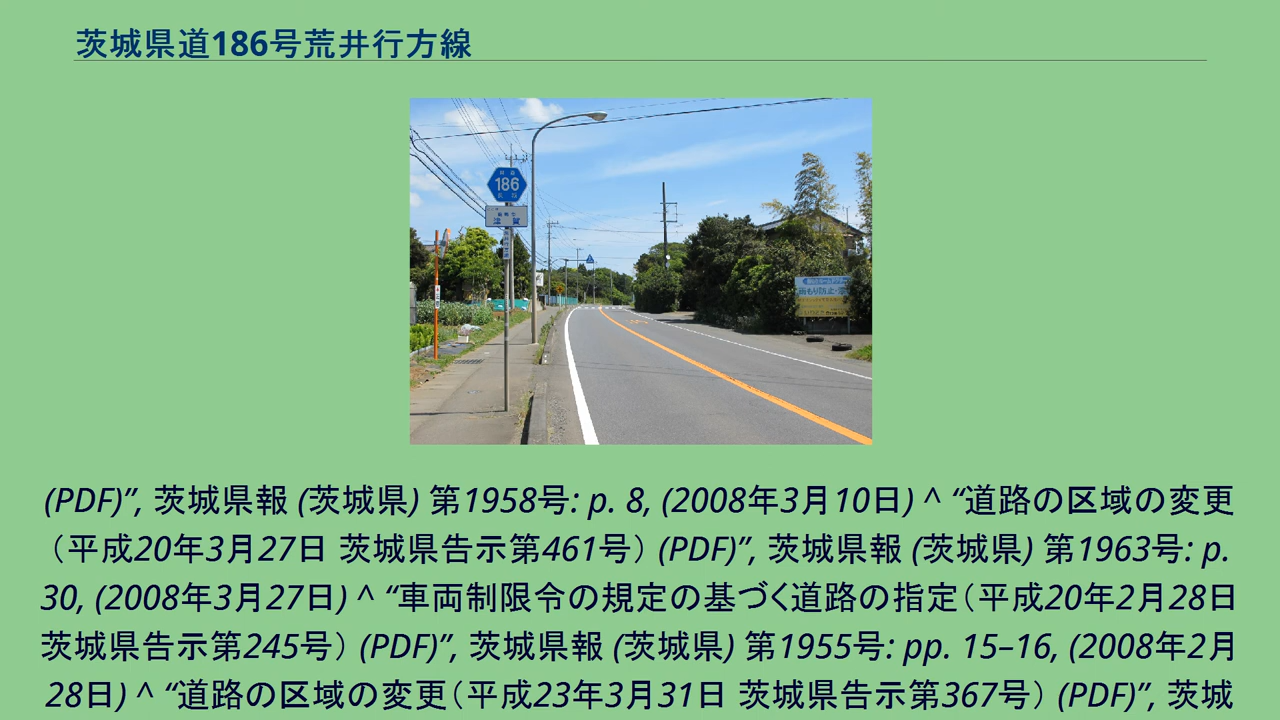 茨城県道186号荒井行方線
186
津賀
雨もり防止・塗
(PDF)”, 茨城県報 (茨城県) 第1958号: p. 8, (2008年3月10日) ^ “道路の区域の変更
（平成20年3月27日 茨城県告示第461号） (PDF)”, 茨城県報 (茨城県) 第1963号: p.
30, (2008年3月27日) ^ “車両制限令の規定の基づく道路の指定（平成20年2月28日
茨城県告示第245号） (PDF)”, 茨城県報 (茨城県) 第1955号: pp. 15–16, (2008年2月
28日) ^ “道路の区域の変更（平成23年3月31日 茨城県告示第367号） (PDF)”, 茨城